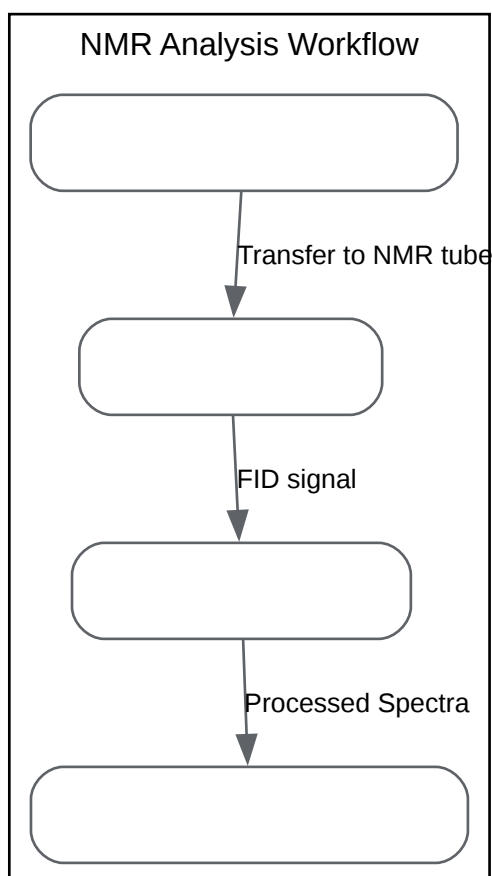 NMR Analysis Workflow
Transfer to NMR tube
FID signal
Processed Spectra